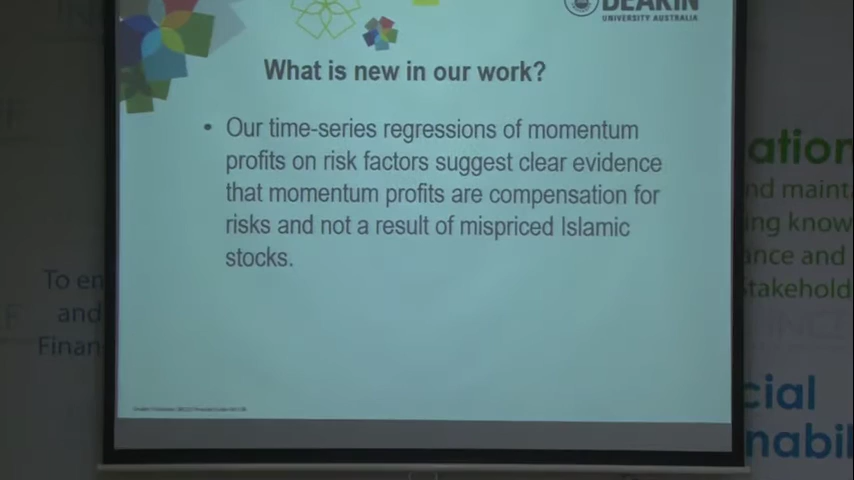 DEAKIN
UNIVERSITY AUSTRALIA
What is new in our work?
• Our time-series regressions of momentum
profits on risk factors suggest clear evidence
that momentum profits are compensation for
risks and not a result of mispriced Islamic
stocks.
To en
and
Finan
ation
nd maint
ing know
ance and
takehold
cial
nabil